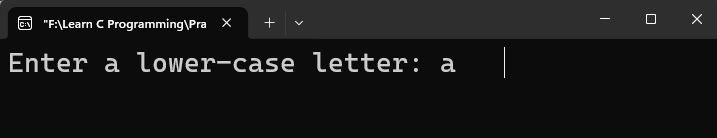 "F:\Learn C Programming\Pra
Enter a lower-case letter: a